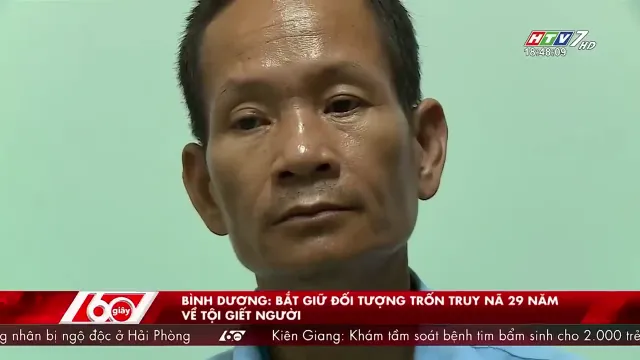 HTV7 HD
18:48:09
BÌNH DƯƠNG: BẮT GIỮ ĐỐI TƯỢNG TRỐN TRUY NÃ 29 NĂM
VỀ TỘI GIẾT NGƯỜI
60 giây
ng nhân bị ngộ độc ở Hải Phòng
Kiên Giang: Khám tầm soát bệnh tim bẩm sinh cho 2.000 trẻ